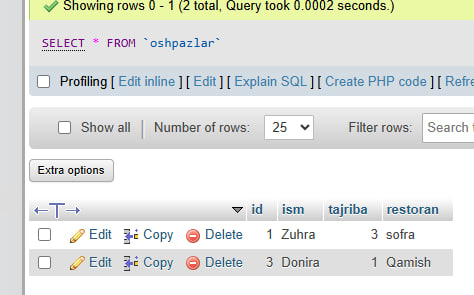 Showing rows 0 - 1 (2 total, Query took 0.0002 seconds.)
SELECT * FROM `oshpazlar`
Profiling [ Edit inline ] [ Edit ] [ Explain SQL ] [ Create PHP code ] [ Refre
Show all Number of rows: 25 Filter rows: Search t
Extra options
←T→ id ism tajriba restoran
Edit Copy Delete 1 Zuhra 3 sofra
Edit Copy Delete 3 Donira 1 Qamish